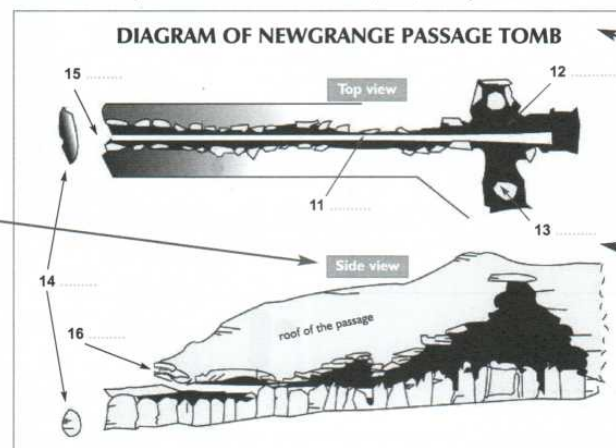 DIAGRAM OF NEWGRANGE PASSAGE TOMB
15 ..........
Top view
12 ..........
11 ..........
13 ..........
14 ..........
Side view
16 ..........
roof of the passage